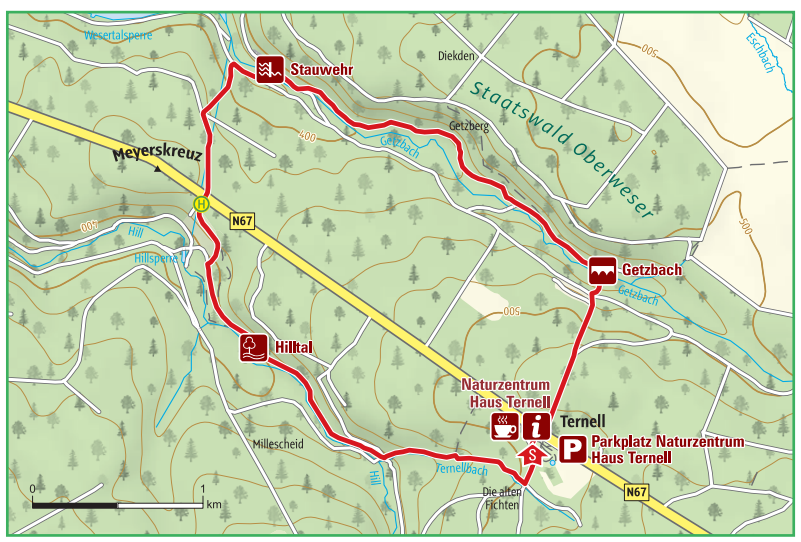 Wesertalsperre
Stauwehr
Diekden
500
Eschbach
Staatswald Oberweser
Getzberg
400
Getzbach
Meyerskreuz
H
N67
500
Hill
Hillsperre
500
Getzbach
Getzbach
500
Hilltal
Naturzentrum
Haus Ternell
i
Ternell
P
Parkplatz Naturzentrum
Haus Ternell
S
Millescheid
Ternellbach
Hill
Die alten
Fichten
N67
0
1
km